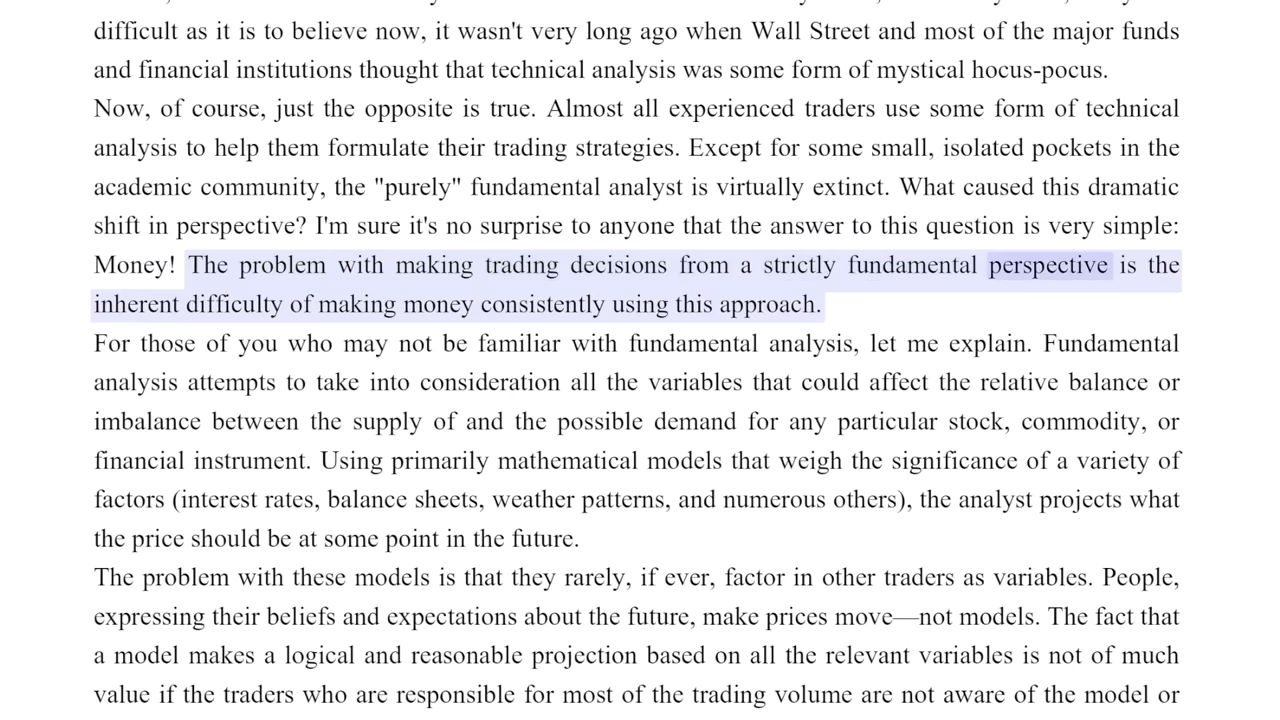 difficult as it is to believe now, it wasn't very long ago when Wall Street and most of the major funds
and financial institutions thought that technical analysis was some form of mystical hocus-pocus.
Now, of course, just the opposite is true. Almost all experienced traders use some form of technical
analysis to help them formulate their trading strategies. Except for some small, isolated pockets in the
academic community, the "purely" fundamental analyst is virtually extinct. What caused this dramatic
shift in perspective? I'm sure it's no surprise to anyone that the answer to this question is very simple:
Money! The problem with making trading decisions from a strictly fundamental perspective is the
inherent difficulty of making money consistently using this approach.
For those of you who may not be familiar with fundamental analysis, let me explain. Fundamental
analysis attempts to take into consideration all the variables that could affect the relative balance or
imbalance between the supply of and the possible demand for any particular stock, commodity, or
financial instrument. Using primarily mathematical models that weigh the significance of a variety of
factors (interest rates, balance sheets, weather patterns, and numerous others), the analyst projects what
the price should be at some point in the future.
The problem with these models is that they rarely, if ever, factor in other traders as variables. People,
expressing their beliefs and expectations about the future, make prices move—not models. The fact that
a model makes a logical and reasonable projection based on all the relevant variables is not of much
value if the traders who are responsible for most of the trading volume are not aware of the model or